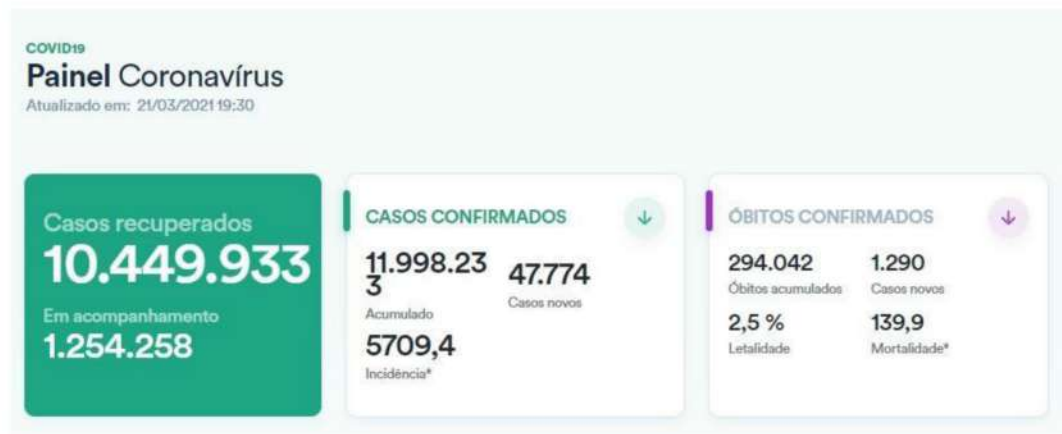 COVID19
Painel Coronavírus
Atualizado em: 21/03/2021 19:30
Casos recuperados
10.449.933
Em acompanhamento
1.254.258
CASOS CONFIRMADOS
11.998.23
3
Acumulado
47.774
Casos novos
5709,4
Incidência*
ÓBITOS CONFIRMADOS
294.042
Óbitos acumulados
1.290
Casos novos
2,5 %
Letalidade
139,9
Mortalidade*